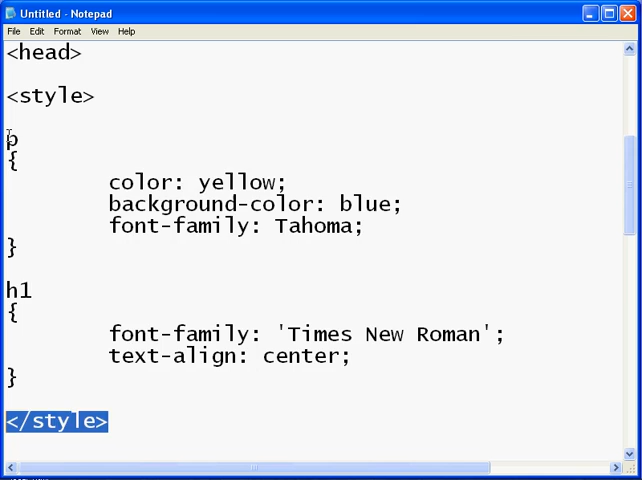 Untitled - Notepad
File Edit Format View Help
<head>
<style>
p
{
color: yellow;
background-color: blue;
font-family: Tahoma;
}
h1
{
font-family: 'Times New Roman';
text-align: center;
}
</style>